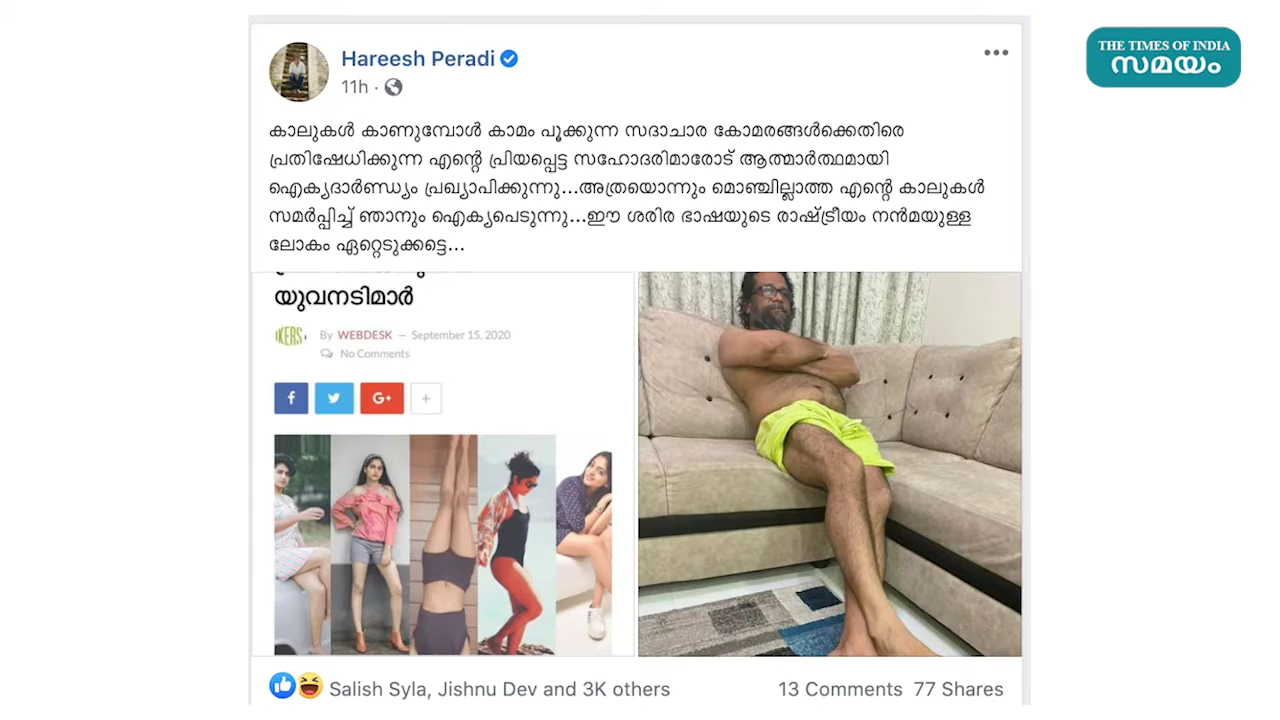 THE TIMES OF INDIA
സമയം
Hareesh Peradi
11h
കാലുകൾ കാണുമ്പോൾ കാമം പൂക്കുന്ന സദാചാര കോമരങ്ങൾക്കെതിരെ
പ്രതിഷേധിക്കുന്ന എന്റെ പ്രിയപ്പെട്ട സഹോദരിമാരോട് ആത്മാർത്ഥമായി
ഐക്യദാർണ്ഡ്യം പ്രഖ്യാപിക്കുന്നു...അത്രയൊന്നും മൊഞ്ചില്ലാത്ത എന്റെ കാലുകൾ
സമർപ്പിച്ച് ഞാനും ഐക്യപെടുന്നു...ഈ ശരിര ഭാഷയുടെ രാഷ്ട്രീയം നൻമയുള്ള
ലോകം ഏറ്റെടുക്കട്ടെ...
യുവനടിമാർ
IKERS
By WEBDESK — September 15, 2020
No Comments
f G+ +
Salish Syla, Jishnu Dev and 3K others
13 Comments 77 Shares